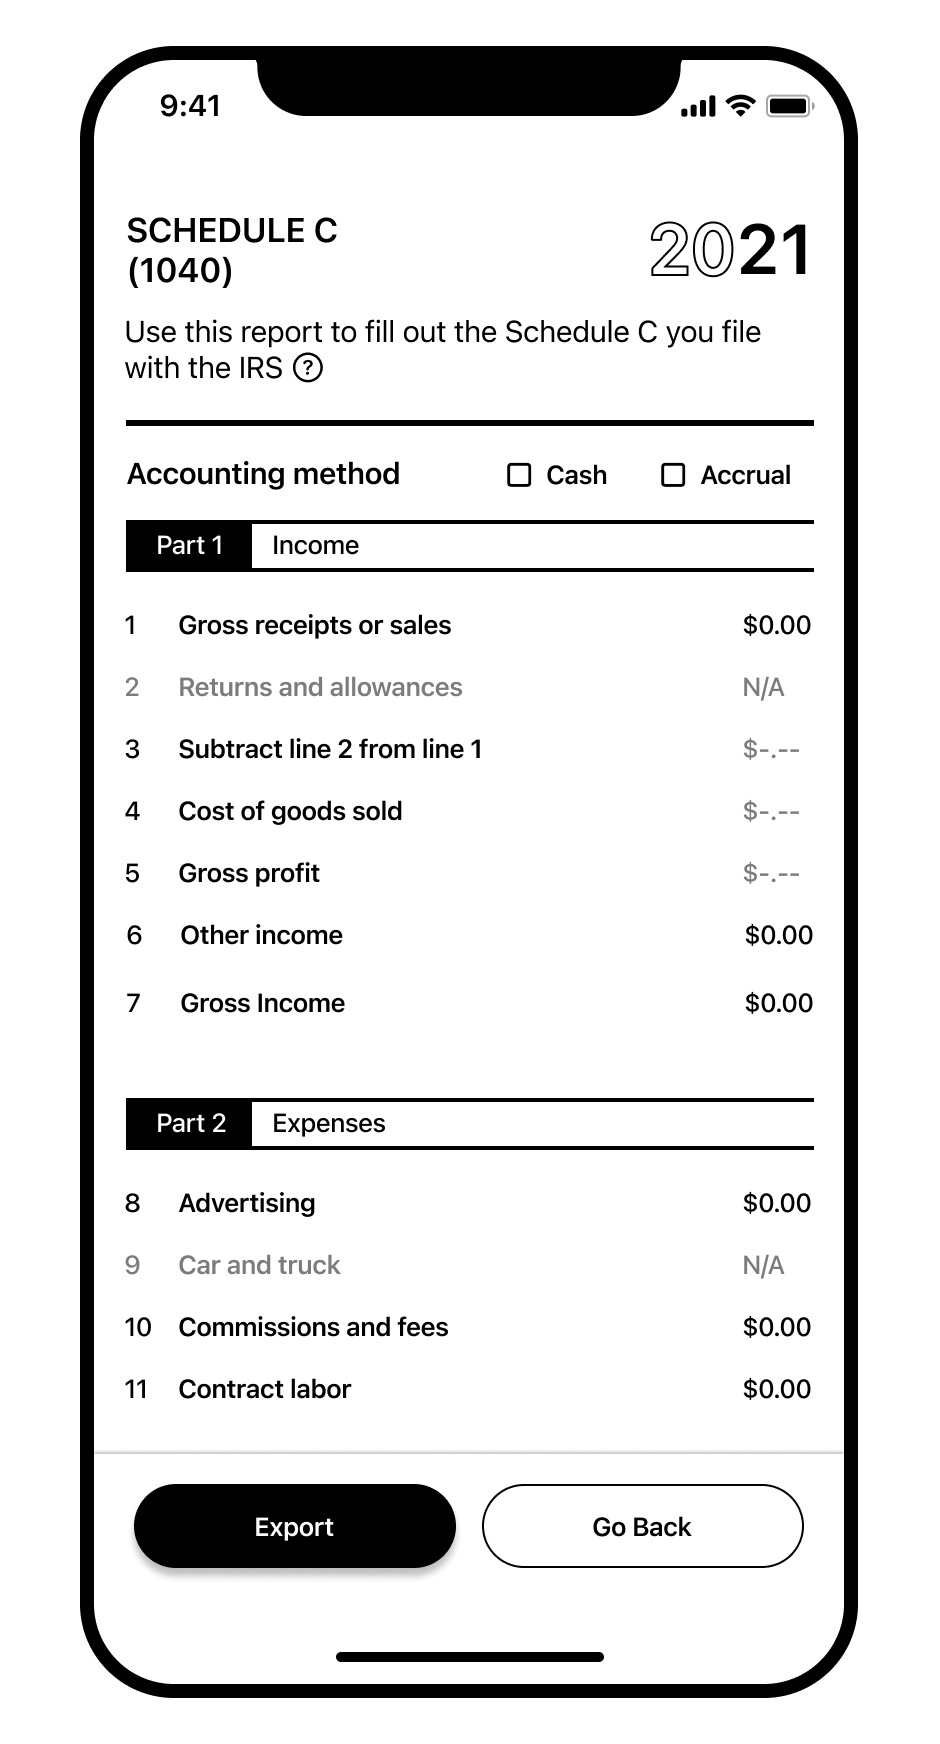 9:41
SCHEDULE C
(1040)
2021
Use this report to fill out the Schedule C you file
with the IRS ?
Accounting method Cash Accrual
Part 1 Income
1 Gross receipts or sales $0.00
2 Returns and allowances N/A
3 Subtract line 2 from line 1 $-.--
4 Cost of goods sold $-.--
5 Gross profit $-.--
6 Other income $0.00
7 Gross Income $0.00
Part 2 Expenses
8 Advertising $0.00
9 Car and truck N/A
10 Commissions and fees $0.00
11 Contract labor $0.00
Export Go Back